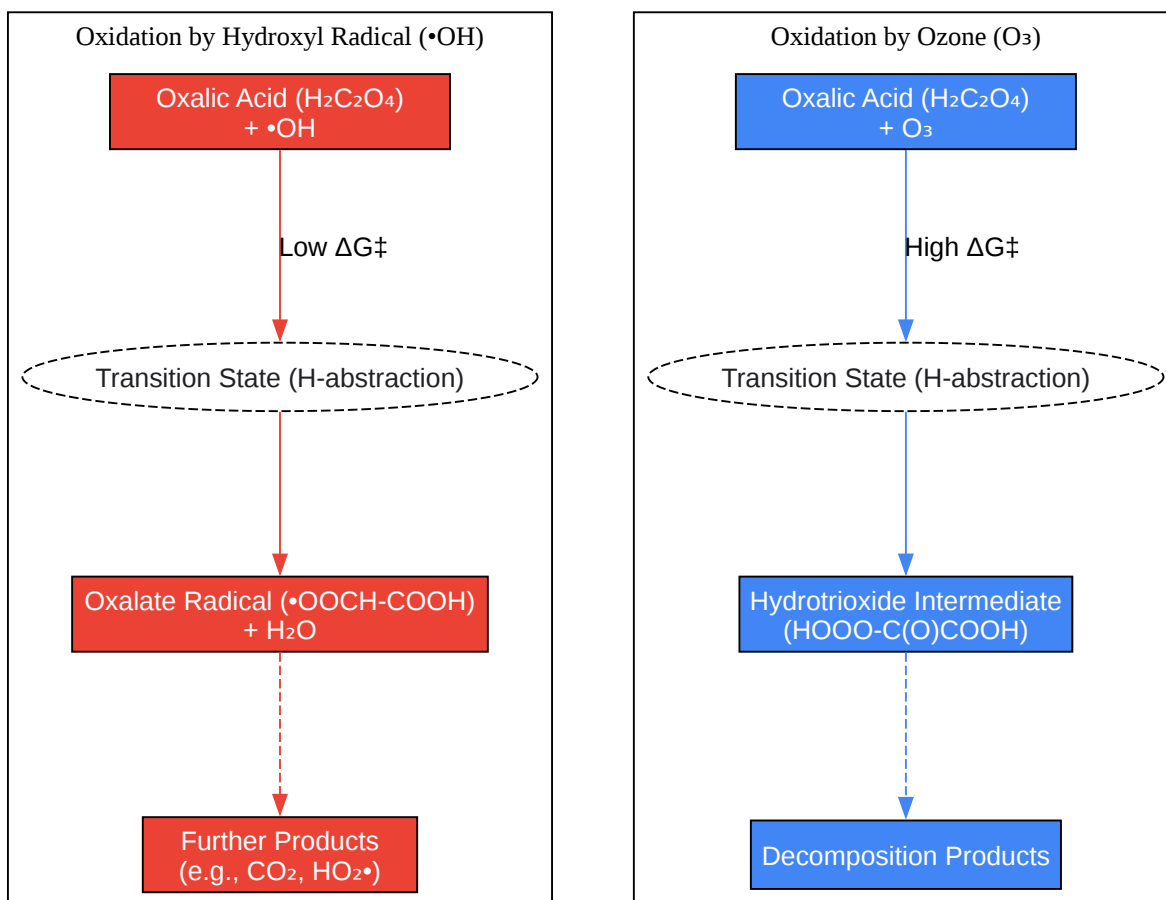 Oxidation by Hydroxyl Radical (•OH)
Oxalic Acid (H₂C₂O₄)
+ •OH
Low ΔG‡
Transition State (H-abstraction)
Oxalate Radical (•OOCH-COOH)
+ H₂O
Further Products
(e.g., CO₂, HO₂•)
Oxidation by Ozone (O₃)
Oxalic Acid (H₂C₂O₄)
+ O₃
High ΔG‡
Transition State (H-abstraction)
Hydrotrioxide Intermediate
(HOOO-C(O)COOH)
Decomposition Products